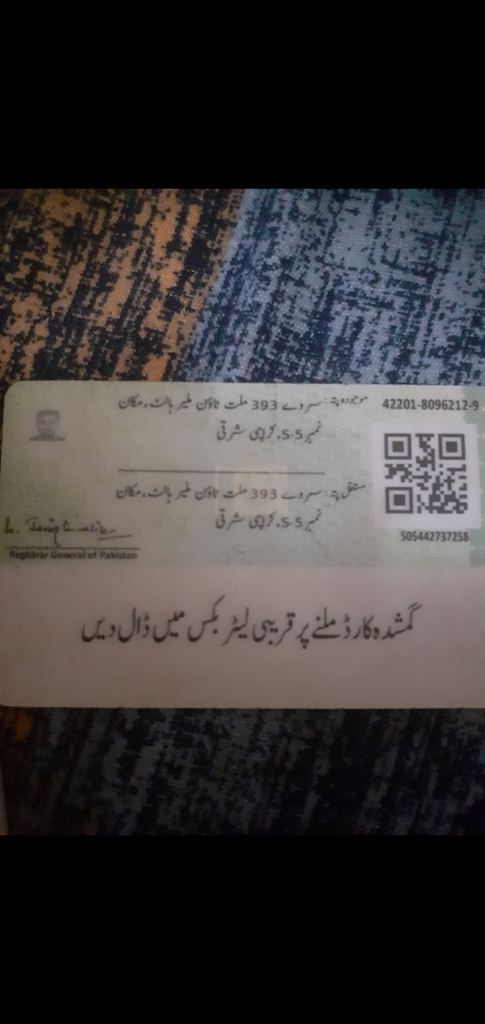 موجودہ پتہ: سروے 393 ملت ٹاؤن ملیر ہالٹ، مکان
42201-8096212-9
نمبر S-5، کراچی شرقی
مستقل پتہ: سروے 393 ملت ٹاؤن ملیر ہالٹ، مکان
نمبر S-5، کراچی شرقی
505442737258
Registrar General of Pakistan
گمشدہ کارڈ ملنے پر قریبی لیٹر بکس میں ڈال دیں